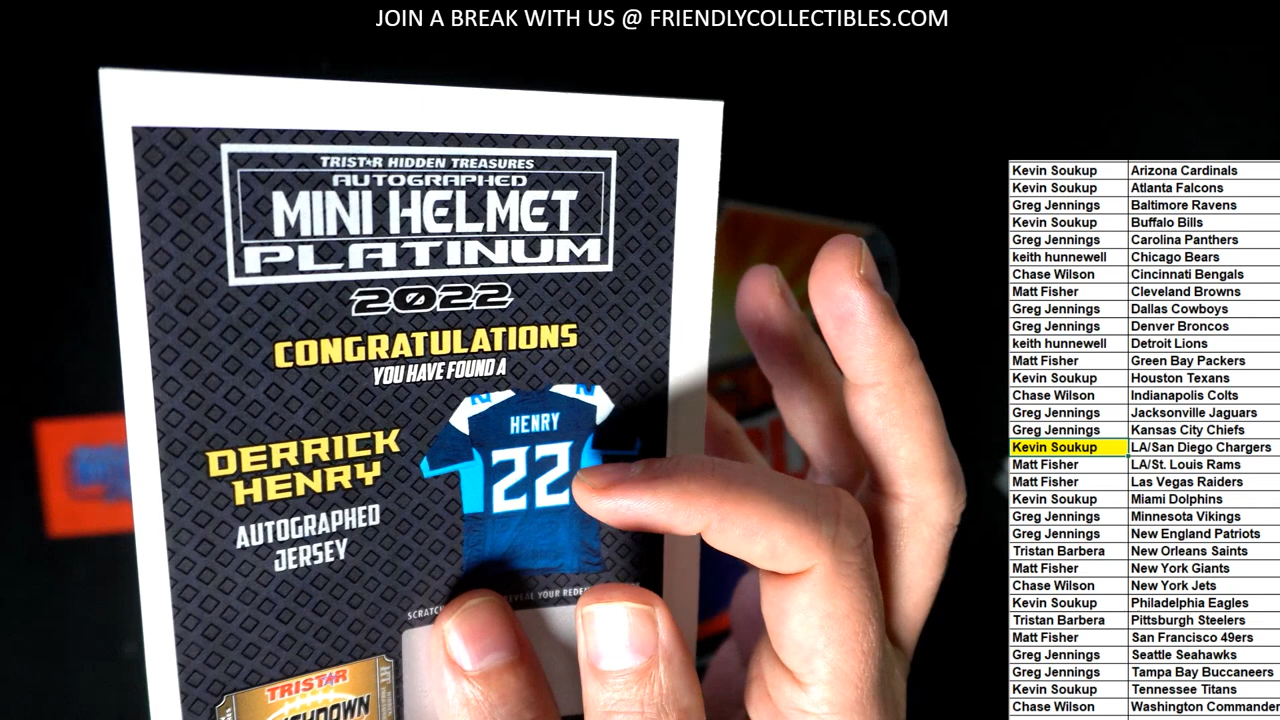 JOIN A BREAK WITH US @ FRIENDLYCOLLECTIBLES.COM
TRISTAR HIDDEN TREASURES
AUTOGRAPHED
MINI HELMET
PLATINUM
2022
CONGRATULATIONS
YOU HAVE FOUND A
DERRICK
HENRY
AUTOGRAPHED
JERSEY
HENRY
22
SCRATCH
REVEAL YOUR
TRISTAR
Kevin Soukup Arizona Cardinals
Kevin Soukup Atlanta Falcons
Greg Jennings Baltimore Ravens
Kevin Soukup Buffalo Bills
Greg Jennings Carolina Panthers
keith hunnewell Chicago Bears
Chase Wilson Cincinnati Bengals
Matt Fisher Cleveland Browns
Greg Jennings Dallas Cowboys
Greg Jennings Denver Broncos
keith hunnewell Detroit Lions
Matt Fisher Green Bay Packers
Kevin Soukup Houston Texans
Chase Wilson Indianapolis Colts
Greg Jennings Jacksonville Jaguars
Greg Jennings Kansas City Chiefs
Kevin Soukup LA/San Diego Chargers
Matt Fisher LA/St. Louis Rams
Matt Fisher Las Vegas Raiders
Kevin Soukup Miami Dolphins
Greg Jennings Minnesota Vikings
Greg Jennings New England Patriots
Tristan Barbera New Orleans Saints
Matt Fisher New York Giants
Chase Wilson New York Jets
Kevin Soukup Philadelphia Eagles
Tristan Barbera Pittsburgh Steelers
Matt Fisher San Francisco 49ers
Greg Jennings Seattle Seahawks
Greg Jennings Tampa Bay Buccaneers
Kevin Soukup Tennessee Titans
Chase Wilson Washington Commander